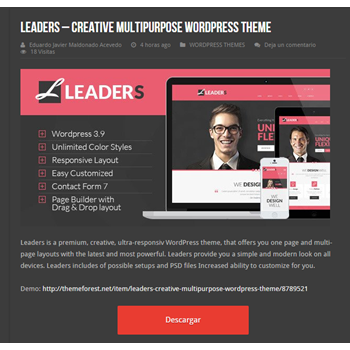 LEADERS – CREATIVE MULTIPURPOSE WORDPRESS THEME
Eduardo Javier Maldonado Acevedo 4 horas ago WORDPRESS THEMES Deja un comentario
18 Visitas
L LEADERS
Wordpress 3.9
Unlimited Color Styles
Responsive Layout
Easy Customized
Contact Form 7
Page Builder with
Drag & Drop layout
LEADERS
WE DESIGN
WE DESIGN
WELL
Leaders is a premium, creative, ultra-responsiv WordPress theme, that offers you one page and multi-
page layouts with the latest and most powerful. Leaders provide you a simple and modern look on all
devices. Leaders includes of possible setups and PSD files Increased ability to customize for you.
Demo: http://themeforest.net/item/leaders-creative-multipurpose-wordpress-theme/8789521
Descargar